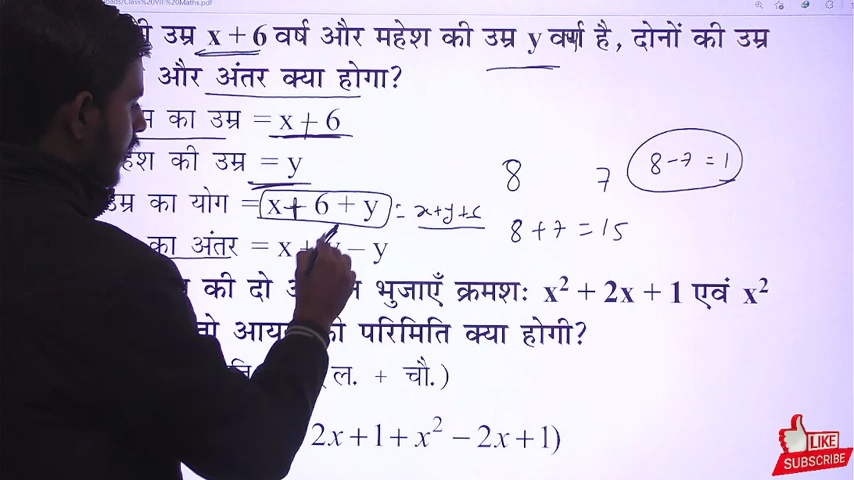 उम्र x + 6 वर्ष और महेश की उम्र y वर्ष है, दोनों की उम्र
और अंतर क्या होगा?
का उम्र = x + 6
की उम्र = y
8 7 8 - 7 = 1
का योग = x + 6 + y = x+y+6
8 + 7 = 15
का अंतर = x + - y
की दो भुजाएँ क्रमशः x² + 2x + 1 एवं x²
परिमिति क्या होगी?
(ल. + चौ.)
2x+1+x² − 2x+1)
LIKE
SUBSCRIBE